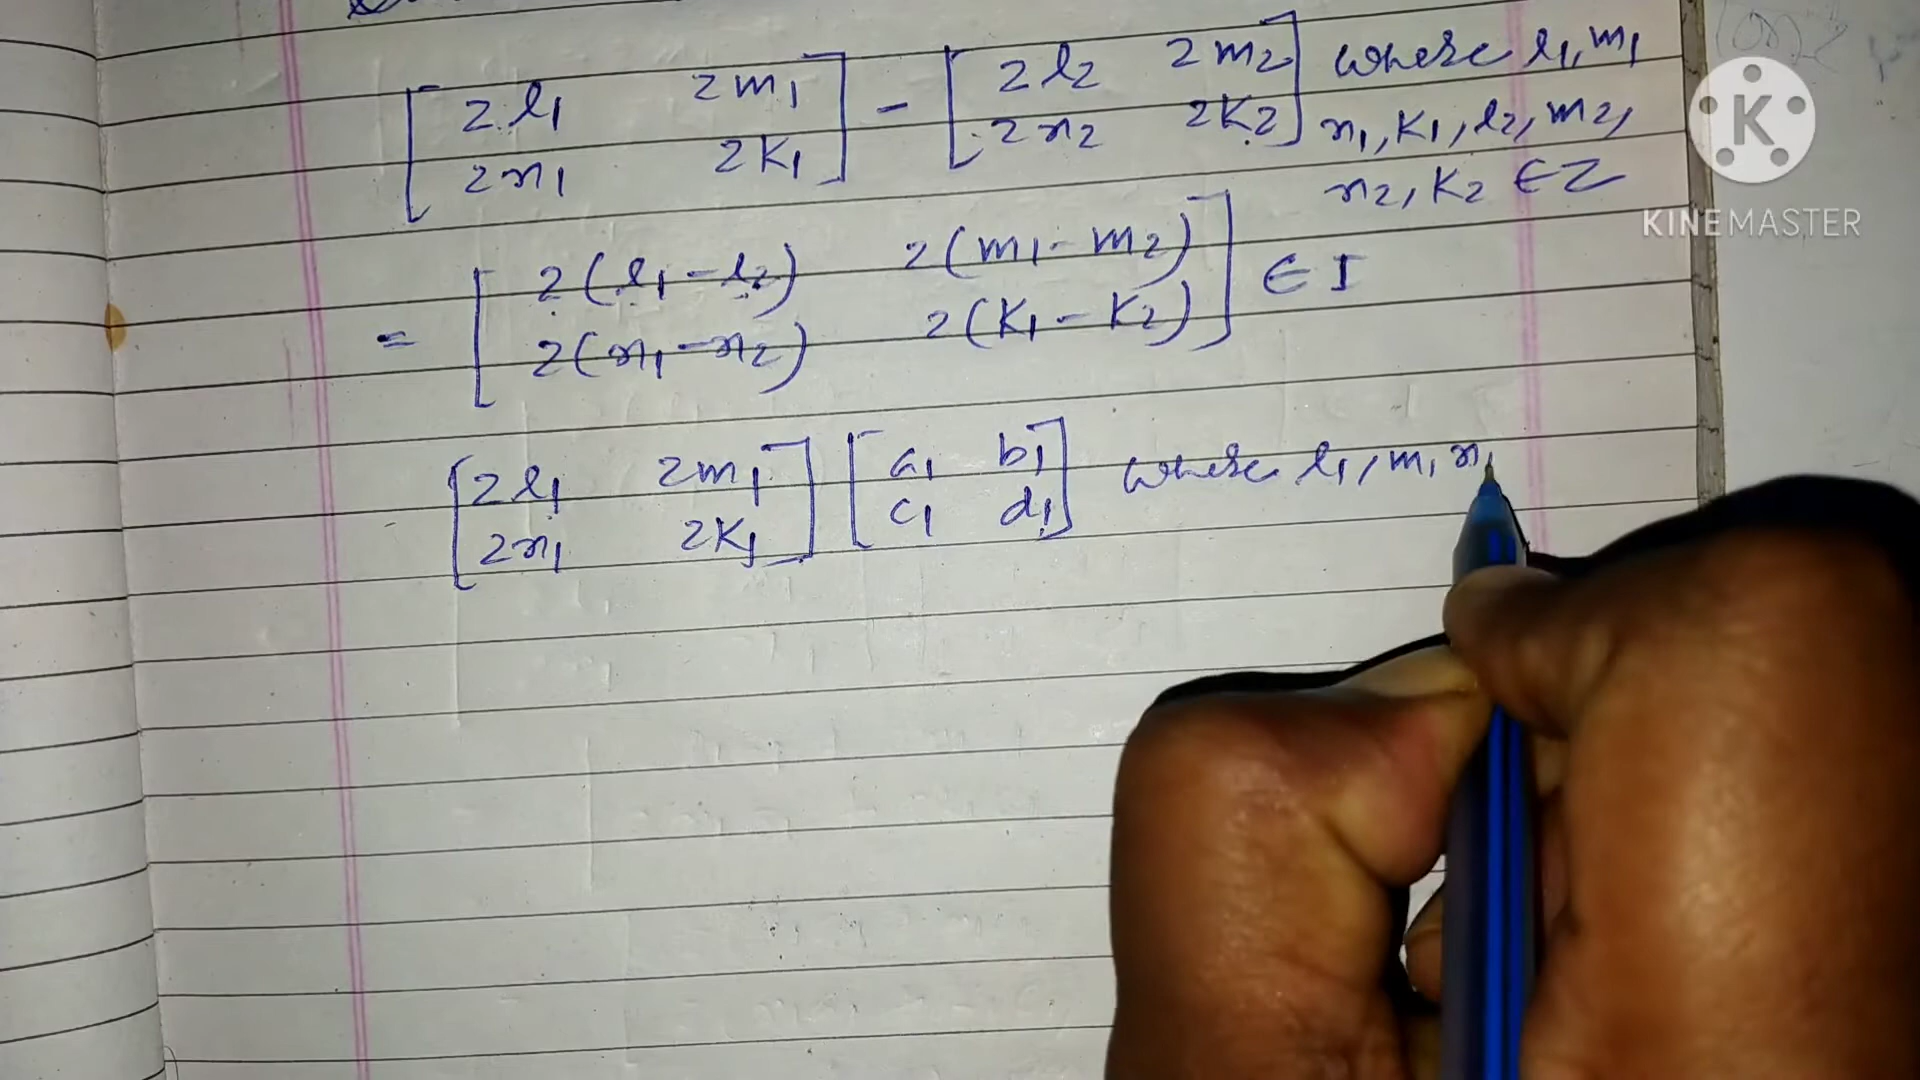 [2l1 2m1] - [2l2 2m2] where l1, m1
[2n1 2K1] [2n2 2K2] n1, K1, l2, m2,
n2, K2 ∈ Z
= [2(l1-l2) 2(m1-m2)] ∈ I
[2(n1-n2) 2(K1-K2)]
[2l1 2m1] [a1 b1] where l1, m1 n1
[2n1 2K1] [c1 d1]
K
KINEMASTER